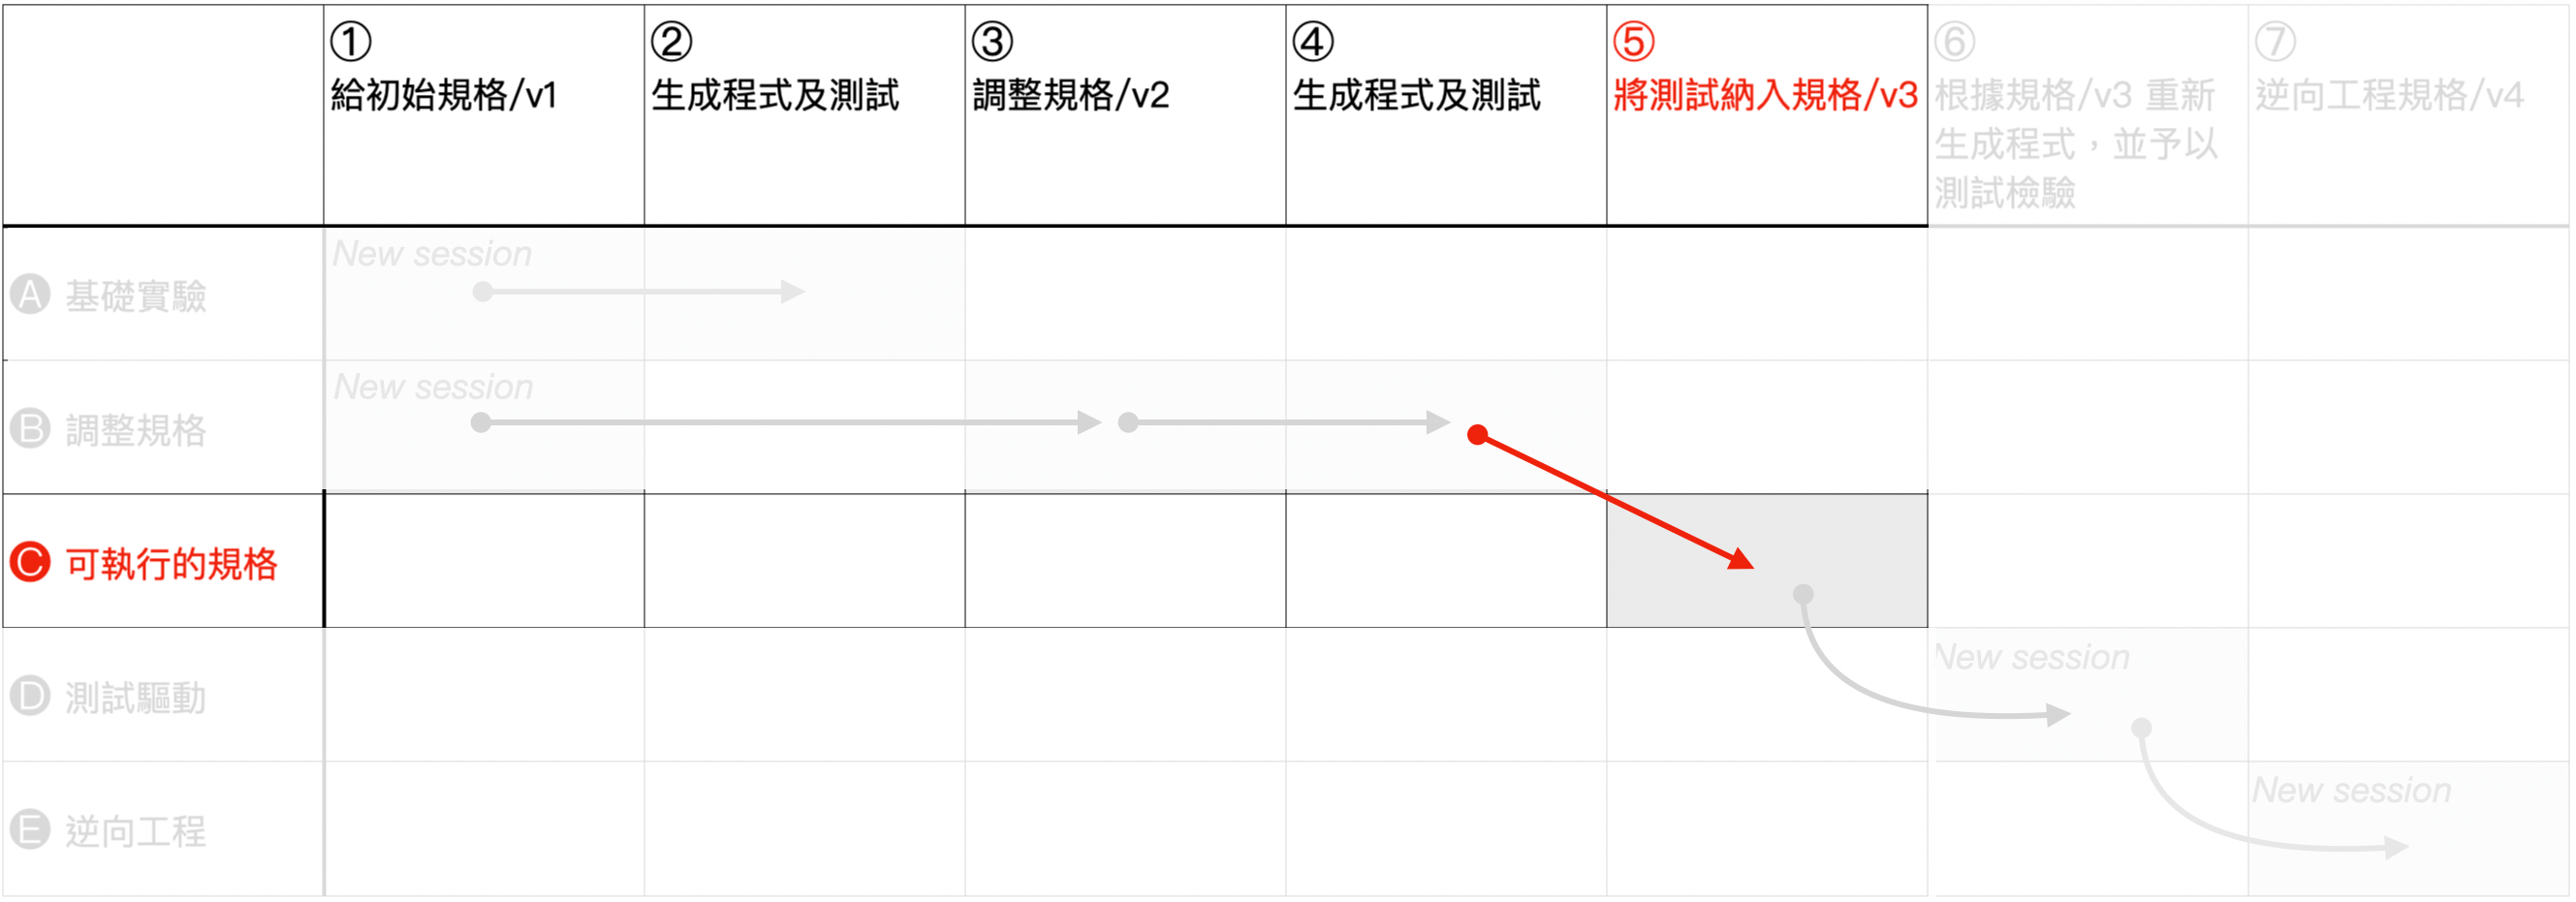 ①
給初始規格/v1
②
生成程式及測試
③
調整規格/v2
④
生成程式及測試
⑤
將測試納入規格/v3
⑥
根據規格/v3 重新
生成程式，並予以
測試檢驗
⑦
逆向工程規格/v4
Ⓐ 基礎實驗
New session
Ⓑ 調整規格
New session
Ⓒ 可執行的規格
Ⓓ 測試驅動
New session
Ⓔ 逆向工程
New session